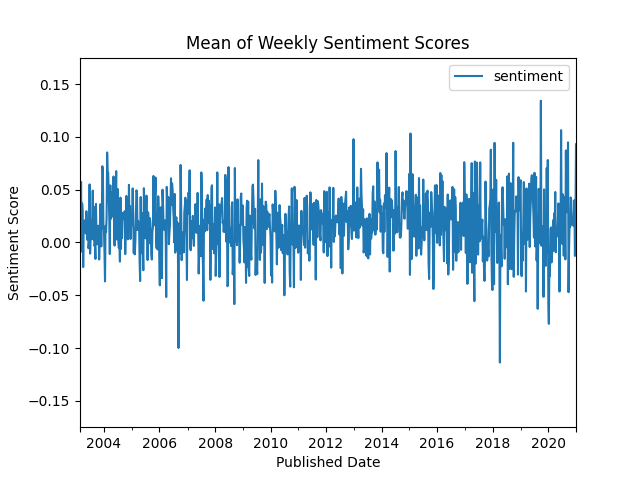 Mean of Weekly Sentiment Scores
sentiment
0.15
0.10
0.05
0.00
−0.05
−0.10
−0.15
Sentiment Score
2004 2006 2008 2010 2012 2014 2016 2018 2020
Published Date